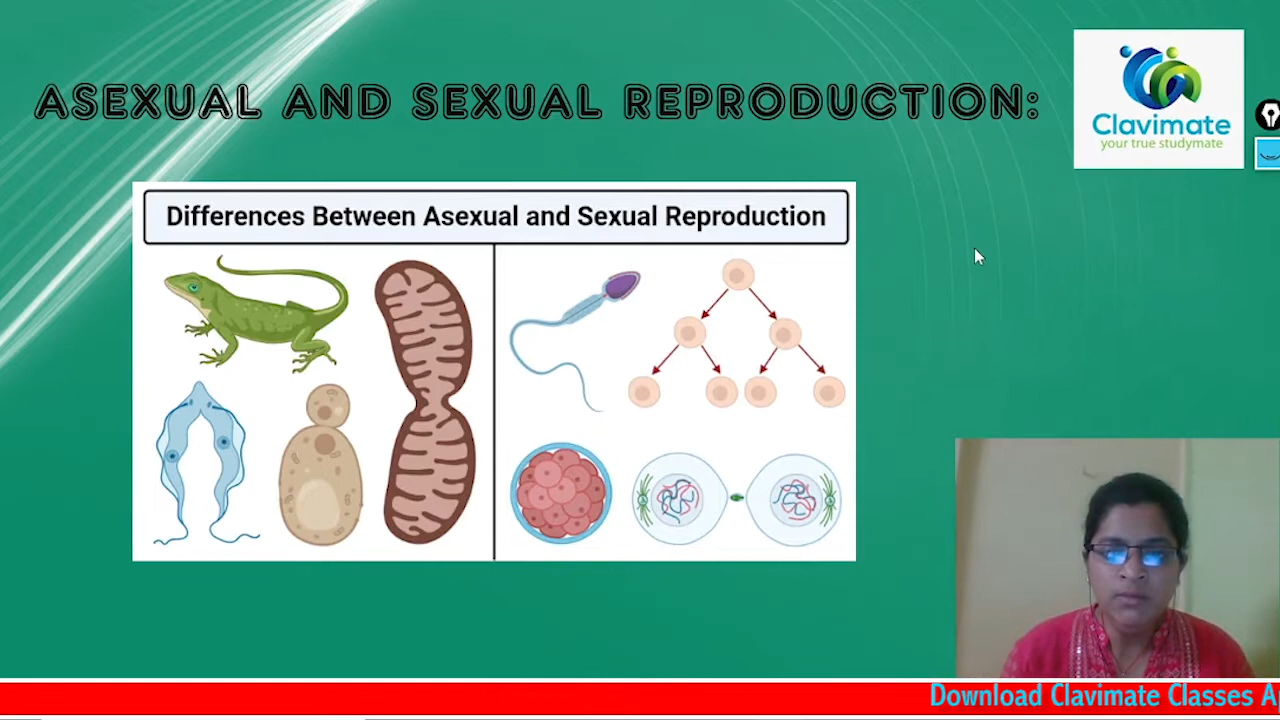 ASEXUAL AND SEXUAL REPRODUCTION:
Clavimate
your true studymate
Differences Between Asexual and Sexual Reproduction
Download Clavimate Classes